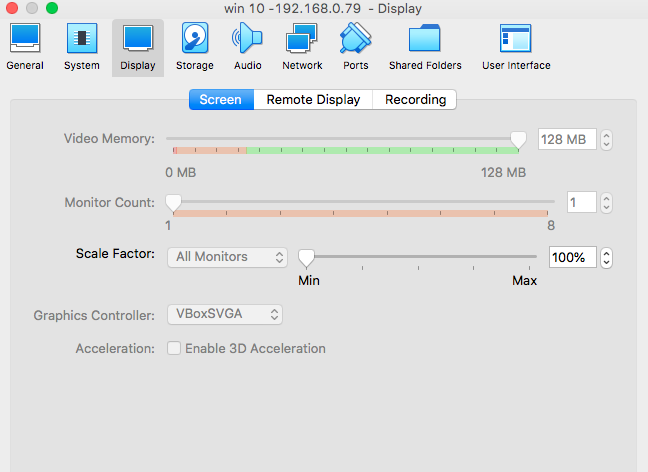 win 10 -192.168.0.79 - Display
General System Display Storage Audio Network Ports Shared Folders User Interface
Screen Remote Display Recording
Video Memory: 128 MB
0 MB 128 MB
Monitor Count: 1
1 8
Scale Factor: All Monitors 100%
Min Max
Graphics Controller: VBoxSVGA
Acceleration: Enable 3D Acceleration